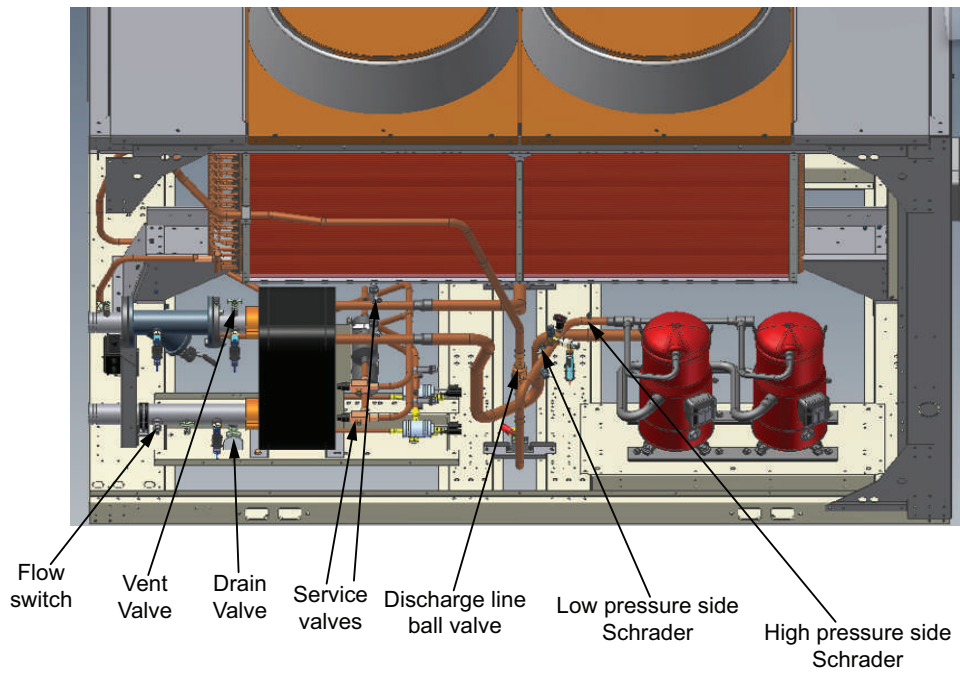 Flow
switch
Vent
Valve
Drain
Valve
Service
valves
Discharge line
ball valve
Low pressure side
Schrader
High pressure side
Schrader